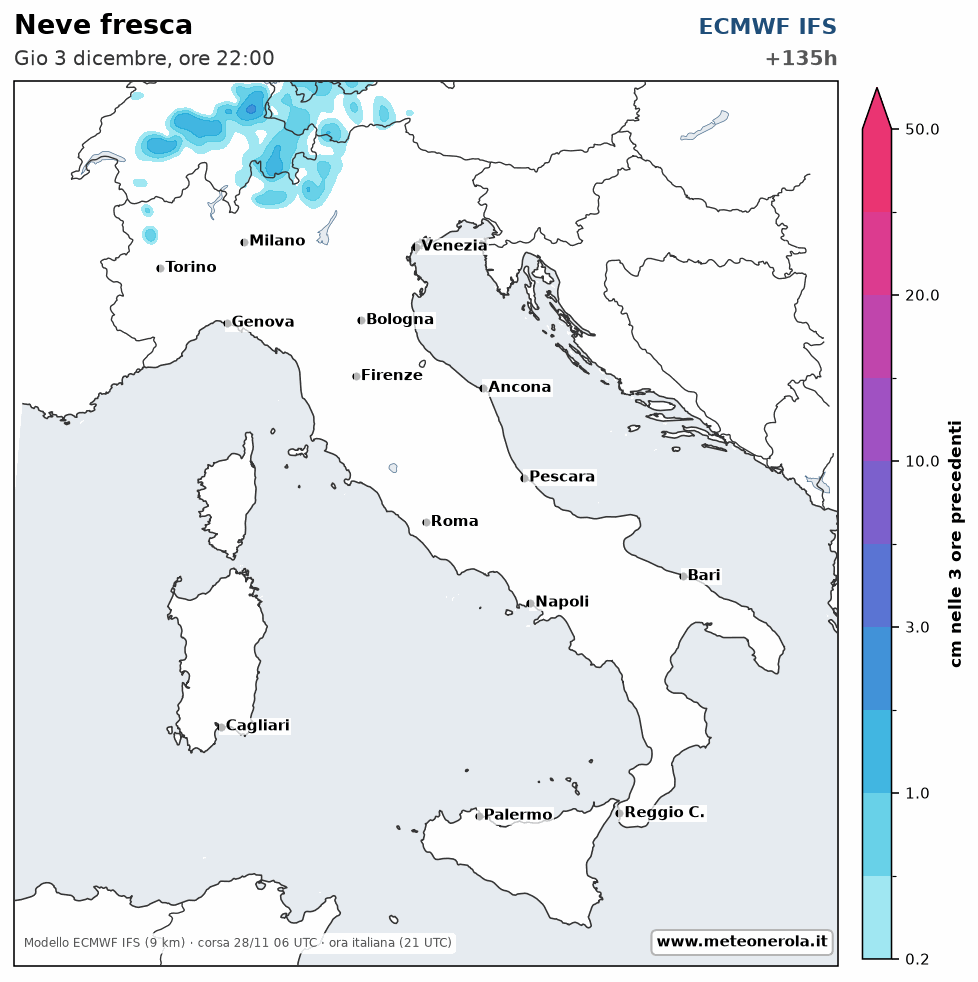 Neve fresca
ECMWF IFS
Gio 3 dicembre, ore 22:00
+135h
Milano
Venezia
Torino
Genova
Bologna
Firenze
Ancona
Pescara
Roma
Bari
Napoli
Cagliari
Palermo
Reggio C.
50.0
20.0
10.0
3.0
1.0
0.2
cm nelle 3 ore precedenti
Modello ECMWF IFS (9 km) · corsa 28/11 06 UTC · ora italiana (21 UTC)
www.meteonerola.it